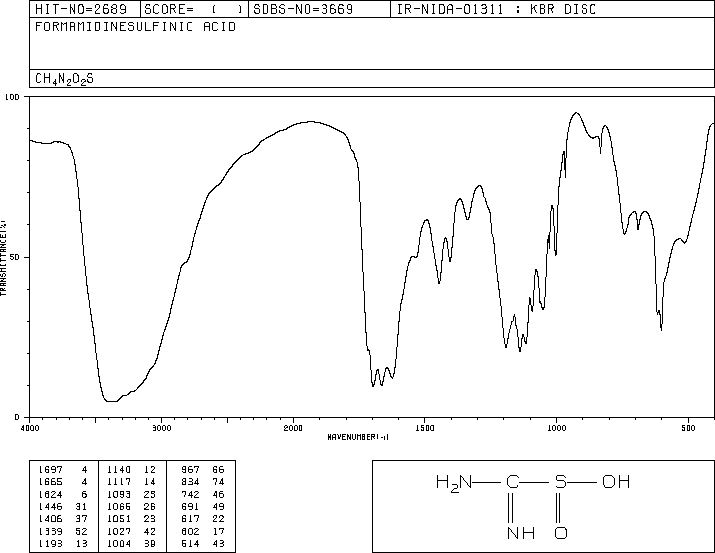 HIT-NO=2689 SCORE= ( ) SDBS-NO=3669 IR-NIDA-01311 : KBR DISC
FORMAMIDINESULFINIC ACID
CH4N2O2S
100
TRANSMITTANCE(%)
50
0
4000 3000 2000 1500 1000 500
WAVENUMBER(-1)
1697 4 1140 12 967 66
1665 4 1117 14 834 74
1624 6 1093 29 742 46
1446 31 1066 26 691 49
1406 37 1051 23 617 22
1339 52 1027 42 602 17
1193 13 1004 38 514 43
H2N C S OH
NH O